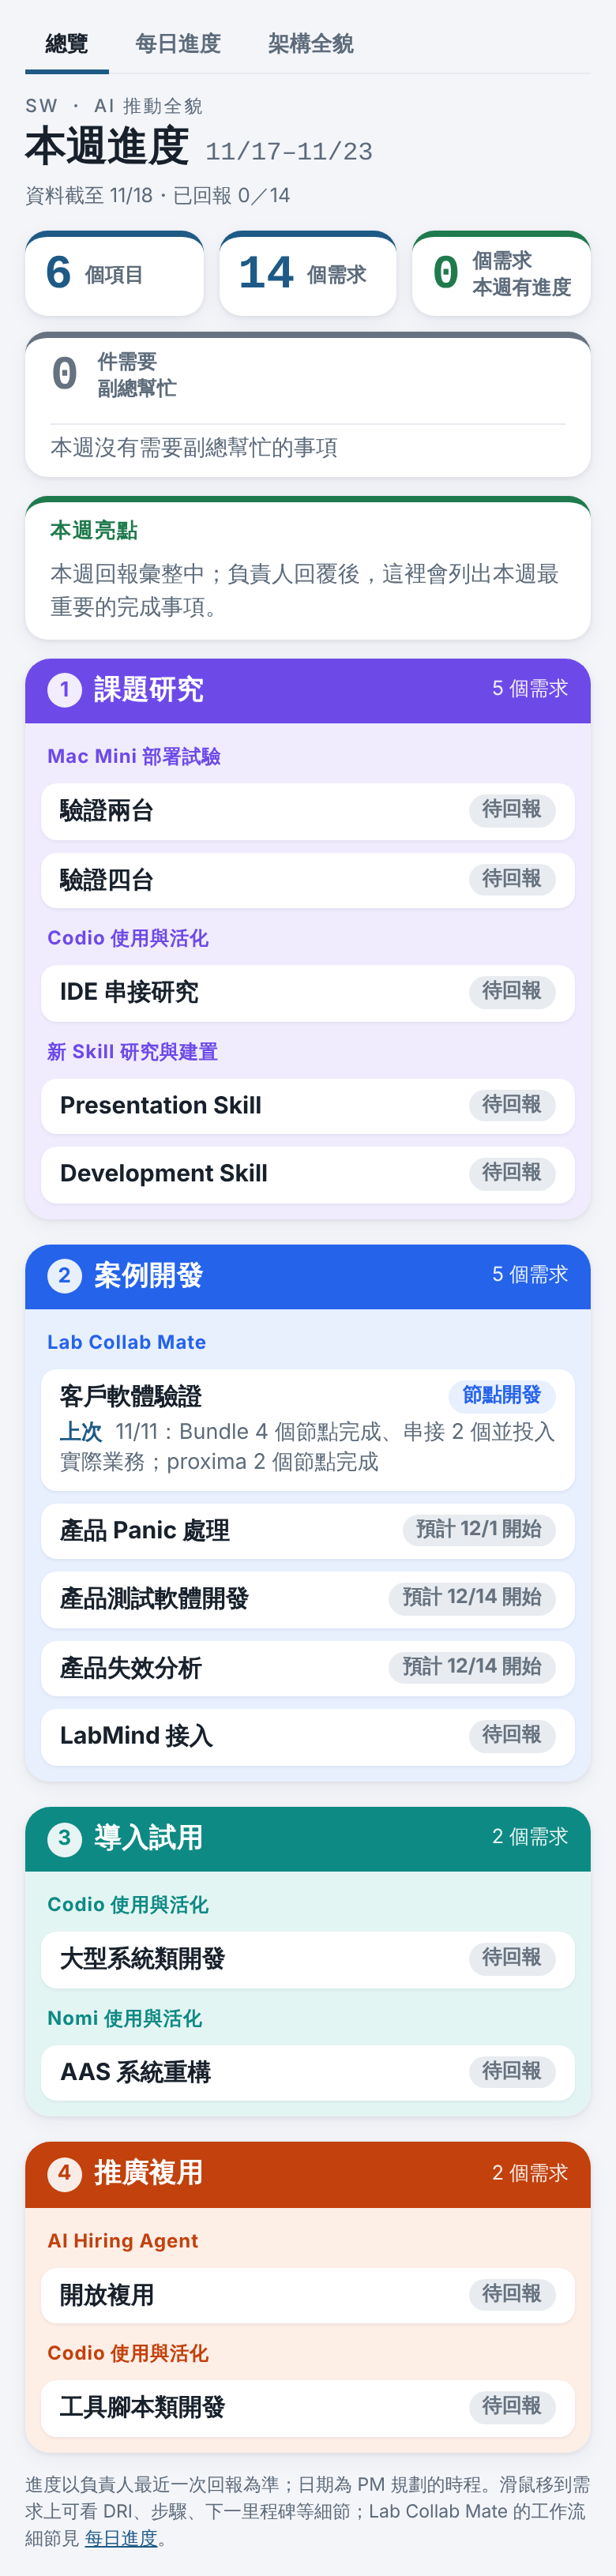 總覽 每日進度 架構全貌
SW · AI 推動全貌
本週進度 11/17–11/23
資料截至 11/18・已回報 0／14
6 個項目
14 個需求
0 個需求
本週有進度
0 件需要
副總幫忙
本週沒有需要副總幫忙的事項
本週亮點
本週回報彙整中；負責人回覆後，這裡會列出本週最
重要的完成事項。
1 課題研究 5 個需求
Mac Mini 部署試驗
驗證兩台 待回報
驗證四台 待回報
Codio 使用與活化
IDE 串接研究 待回報
新 Skill 研究與建置
Presentation Skill 待回報
Development Skill 待回報
2 案例開發 5 個需求
Lab Collab Mate
客戶軟體驗證 節點開發
上次 11/11：Bundle 4 個節點完成、串接 2 個並投入
實際業務；proxima 2 個節點完成
產品 Panic 處理 預計 12/1 開始
產品測試軟體開發 預計 12/14 開始
產品失效分析 預計 12/14 開始
LabMind 接入 待回報
3 導入試用 2 個需求
Codio 使用與活化
大型系統類開發 待回報
Nomi 使用與活化
AAS 系統重構 待回報
4 推廣複用 2 個需求
AI Hiring Agent
開放複用 待回報
Codio 使用與活化
工具腳本類開發 待回報
進度以負責人最近一次回報為準；日期為 PM 規劃的時程。滑鼠移到需
求上可看 DRI、步驟、下一里程碑等細節；Lab Collab Mate 的工作流
細節見 每日進度。